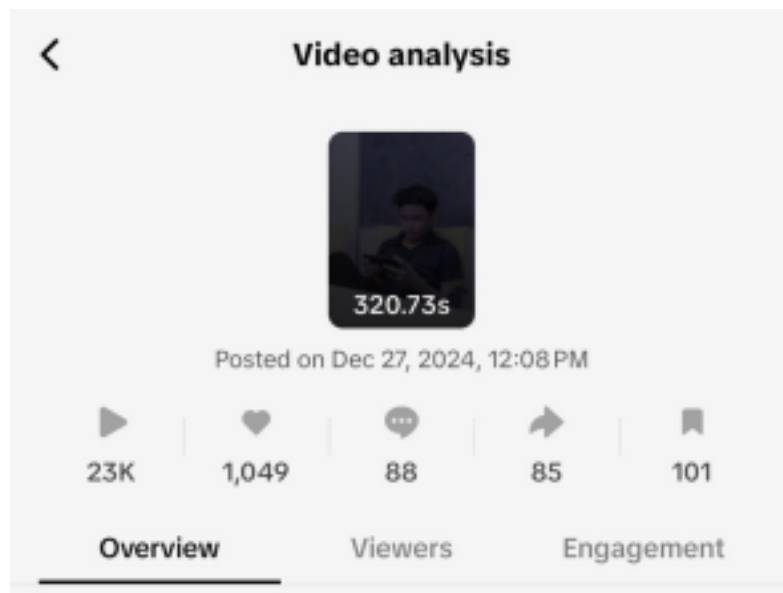 Video analysis
320.73s
Posted on Dec 27, 2024, 12:08 PM
23K 1,049 88 85 101
Overview Viewers Engagement